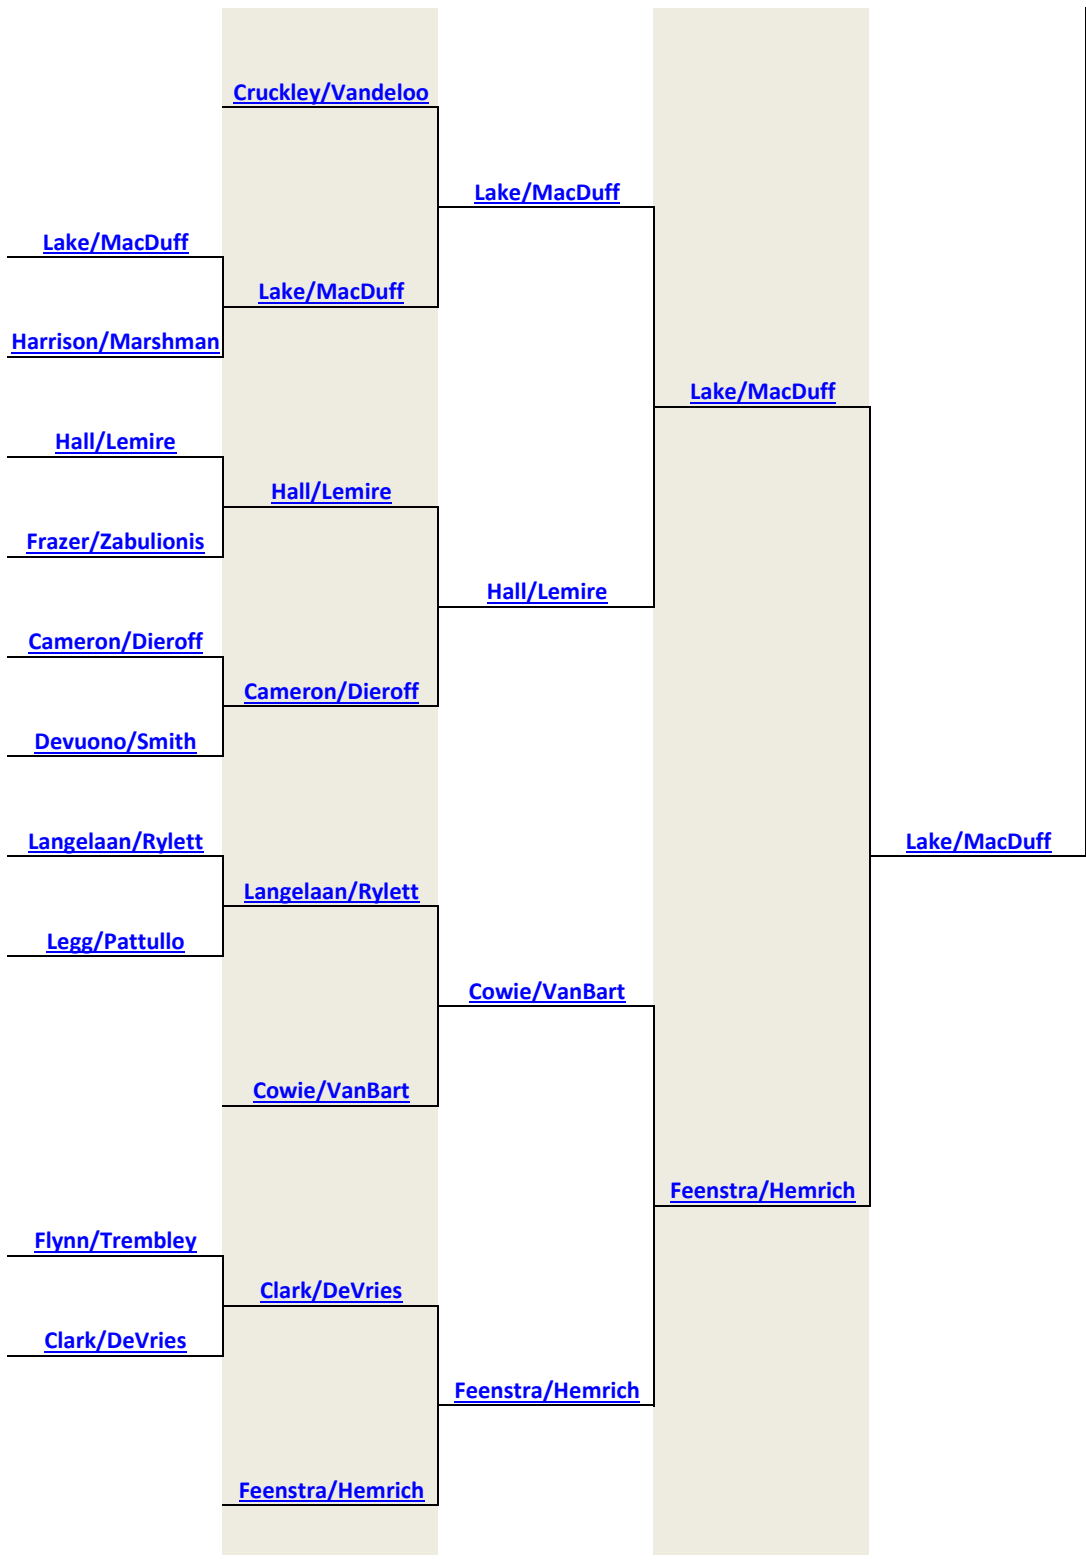 Cruckley/Vandeloo
Lake/MacDuff
Lake/MacDuff
Lake/MacDuff
Harrison/Marshman
Lake/MacDuff
Hall/Lemire
Hall/Lemire
Frazer/Zabulionis
Hall/Lemire
Cameron/Dieroff
Cameron/Dieroff
Devuono/Smith
Langelaan/Rylett
Lake/MacDuff
Langelaan/Rylett
Legg/Pattullo
Cowie/VanBart
Cowie/VanBart
Feenstra/Hemrich
Flynn/Trembley
Clark/DeVries
Clark/DeVries
Feenstra/Hemrich
Feenstra/Hemrich